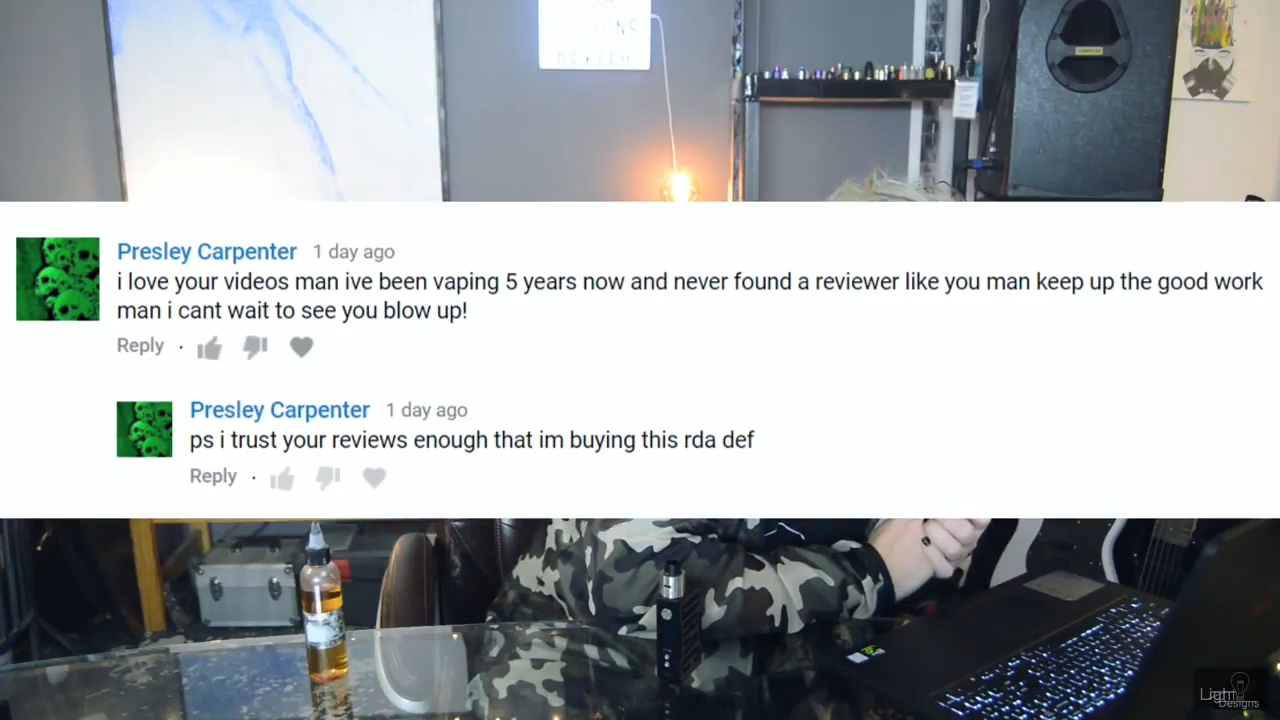 Presley Carpenter 1 day ago
i love your videos man ive been vaping 5 years now and never found a reviewer like you man keep up the good work
man i cant wait to see you blow up!
Reply
Presley Carpenter 1 day ago
ps i trust your reviews enough that im buying this rda def
Reply
Light
Designs